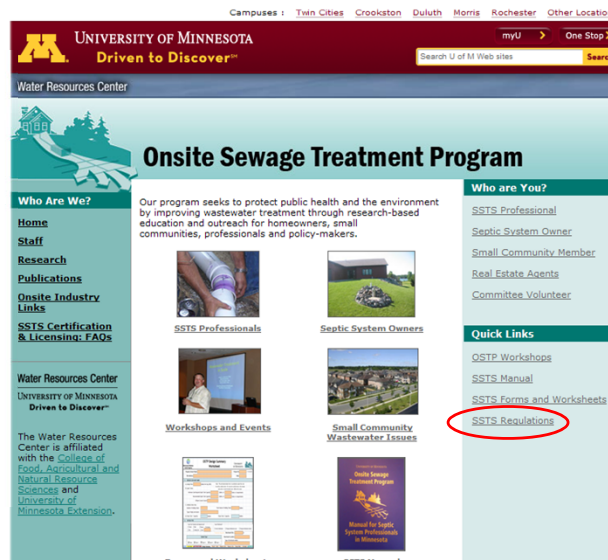 Campuses : Twin Cities Crookston Duluth Morris Rochester Other Locatio
UNIVERSITY OF MINNESOTA
Driven to Discover℠
myU > One Stop >
Search U of M Web sites Searc
Water Resources Center
Onsite Sewage Treatment Program
Who Are We?
Home
Staff
Research
Publications
Onsite Industry
Links
SSTS Certification
& Licensing: FAQs
Water Resources Center
UNIVERSITY OF MINNESOTA
Driven to Discover℠
The Water Resources
Center is affiliated
with the College of
Food, Agricultural and
Natural Resource
Sciences and
University of
Minnesota Extension.
Our program seeks to protect public health and the environment
by improving wastewater treatment through research-based
education and outreach for homeowners, small
communities, professionals and policy-makers.
SSTS Professionals
Septic System Owners
Workshops and Events
Small Community
Wastewater Issues
Onsite Sewage
Treatment Program
Manual for Septic
System Professionals
in Minnesota
Who are You?
SSTS Professional
Septic System Owner
Small Community Member
Real Estate Agents
Committee Volunteer
Quick Links
OSTP Workshops
SSTS Manual
SSTS Forms and Worksheets
SSTS Regulations